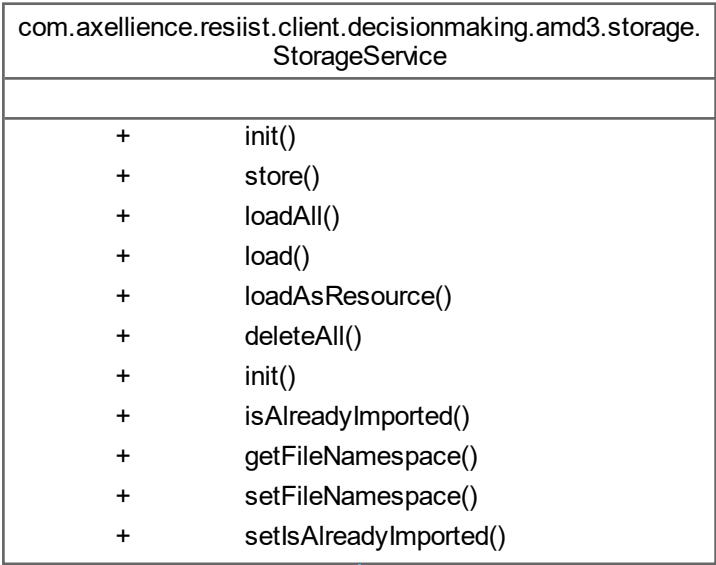 com.axellience.resiist.client.decisionmaking.amd3.storage.
StorageService
+ init()
+ store()
+ loadAll()
+ load()
+ loadAsResource()
+ deleteAll()
+ init()
+ isAlreadyImported()
+ getFileNamespace()
+ setFileNamespace()
+ setIsAlreadyImported()